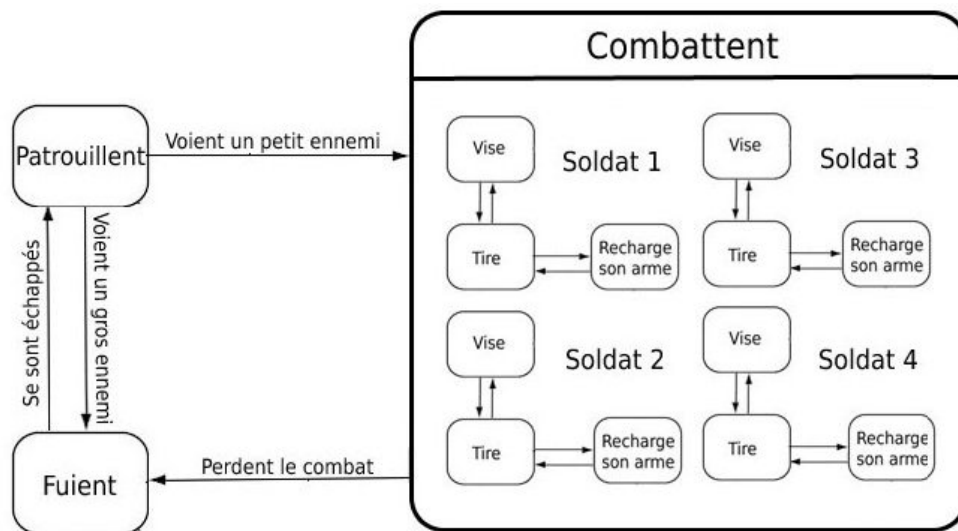 Combattent
Patrouillent
Voient un petit ennemi
Se sont échappés
Voient un gros ennemi
Fuient
Perdent le combat
Vise
Soldat 1
Tire
Recharge
son arme
Vise
Soldat 3
Tire
Recharge
son arme
Vise
Soldat 2
Tire
Recharge
son arme
Vise
Soldat 4
Tire
Recharge
son arme